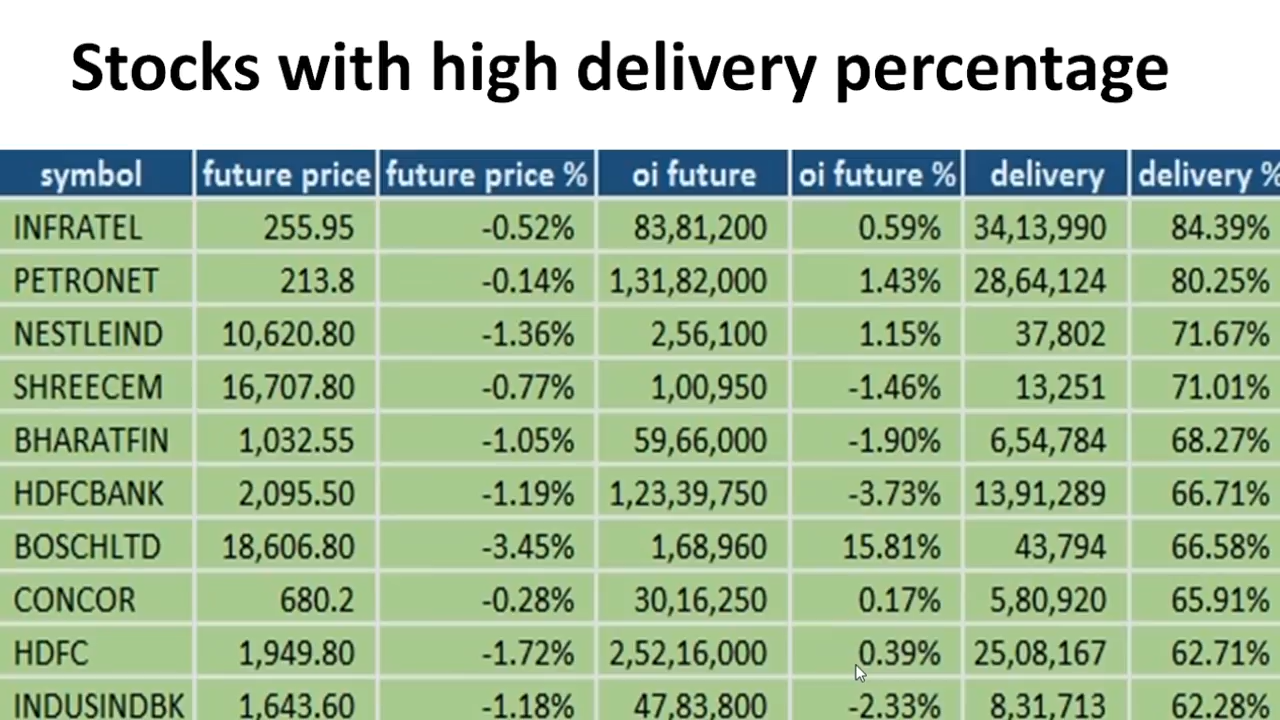 Stocks with high delivery percentage
symbol future price future price % oi future oi future % delivery delivery %
INFRATEL 255.95 -0.52% 83,81,200 0.59% 34,13,990 84.39%
PETRONET 213.8 -0.14% 1,31,82,000 1.43% 28,64,124 80.25%
NESTLEIND 10,620.80 -1.36% 2,56,100 1.15% 37,802 71.67%
SHREECEM 16,707.80 -0.77% 1,00,950 -1.46% 13,251 71.01%
BHARATFIN 1,032.55 -1.05% 59,66,000 -1.90% 6,54,784 68.27%
HDFCBANK 2,095.50 -1.19% 1,23,39,750 -3.73% 13,91,289 66.71%
BOSCHLTD 18,606.80 -3.45% 1,68,960 15.81% 43,794 66.58%
CONCOR 680.2 -0.28% 30,16,250 0.17% 5,80,920 65.91%
HDFC 1,949.80 -1.72% 2,52,16,000 0.39% 25,08,167 62.71%
INDUSINDBK 1,643.60 -1.18% 47,83,800 -2.33% 8,31,713 62.28%